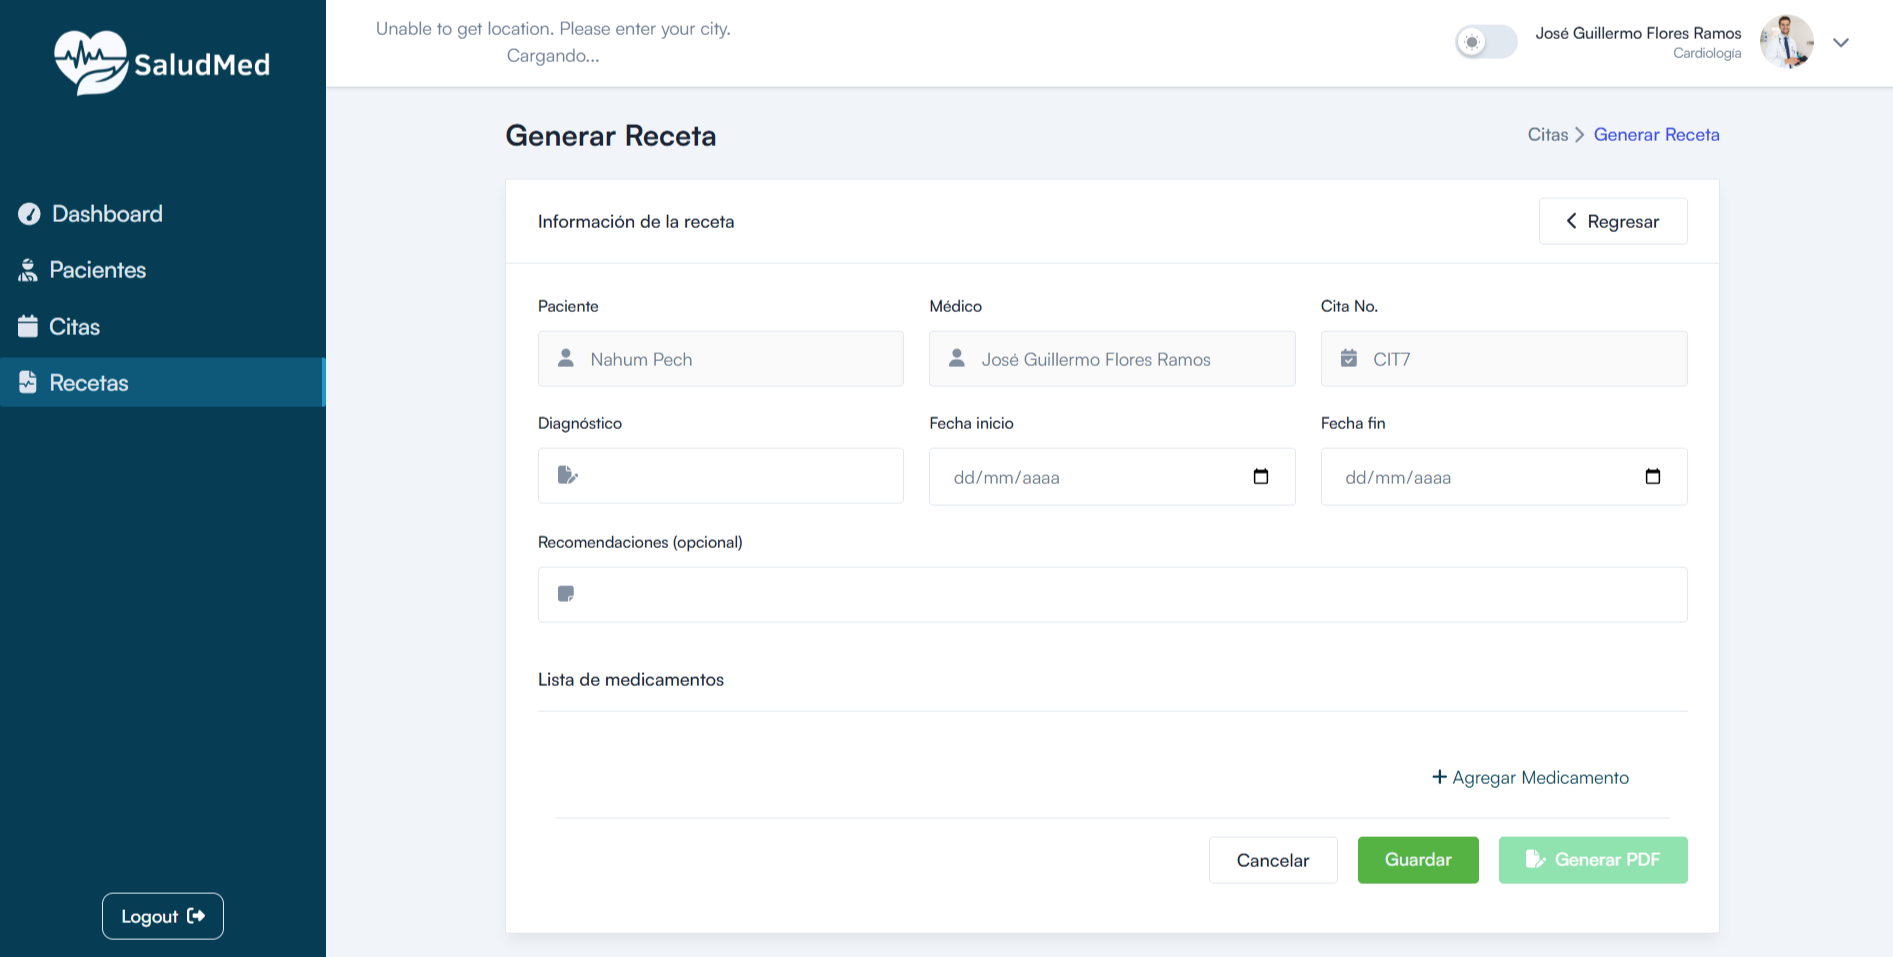 SaludMed
Dashboard
Pacientes
Citas
Recetas
Logout
Unable to get location. Please enter your city.
Cargando...
José Guillermo Flores Ramos
Cardiología
Generar Receta
Citas > Generar Receta
Información de la receta
Regresar
Paciente
Médico
Cita No.
Nahum Pech
José Guillermo Flores Ramos
CIT7
Diagnóstico
Fecha inicio
Fecha fin
dd/mm/aaaa
dd/mm/aaaa
Recomendaciones (opcional)
Lista de medicamentos
+ Agregar Medicamento
Cancelar
Guardar
Generar PDF